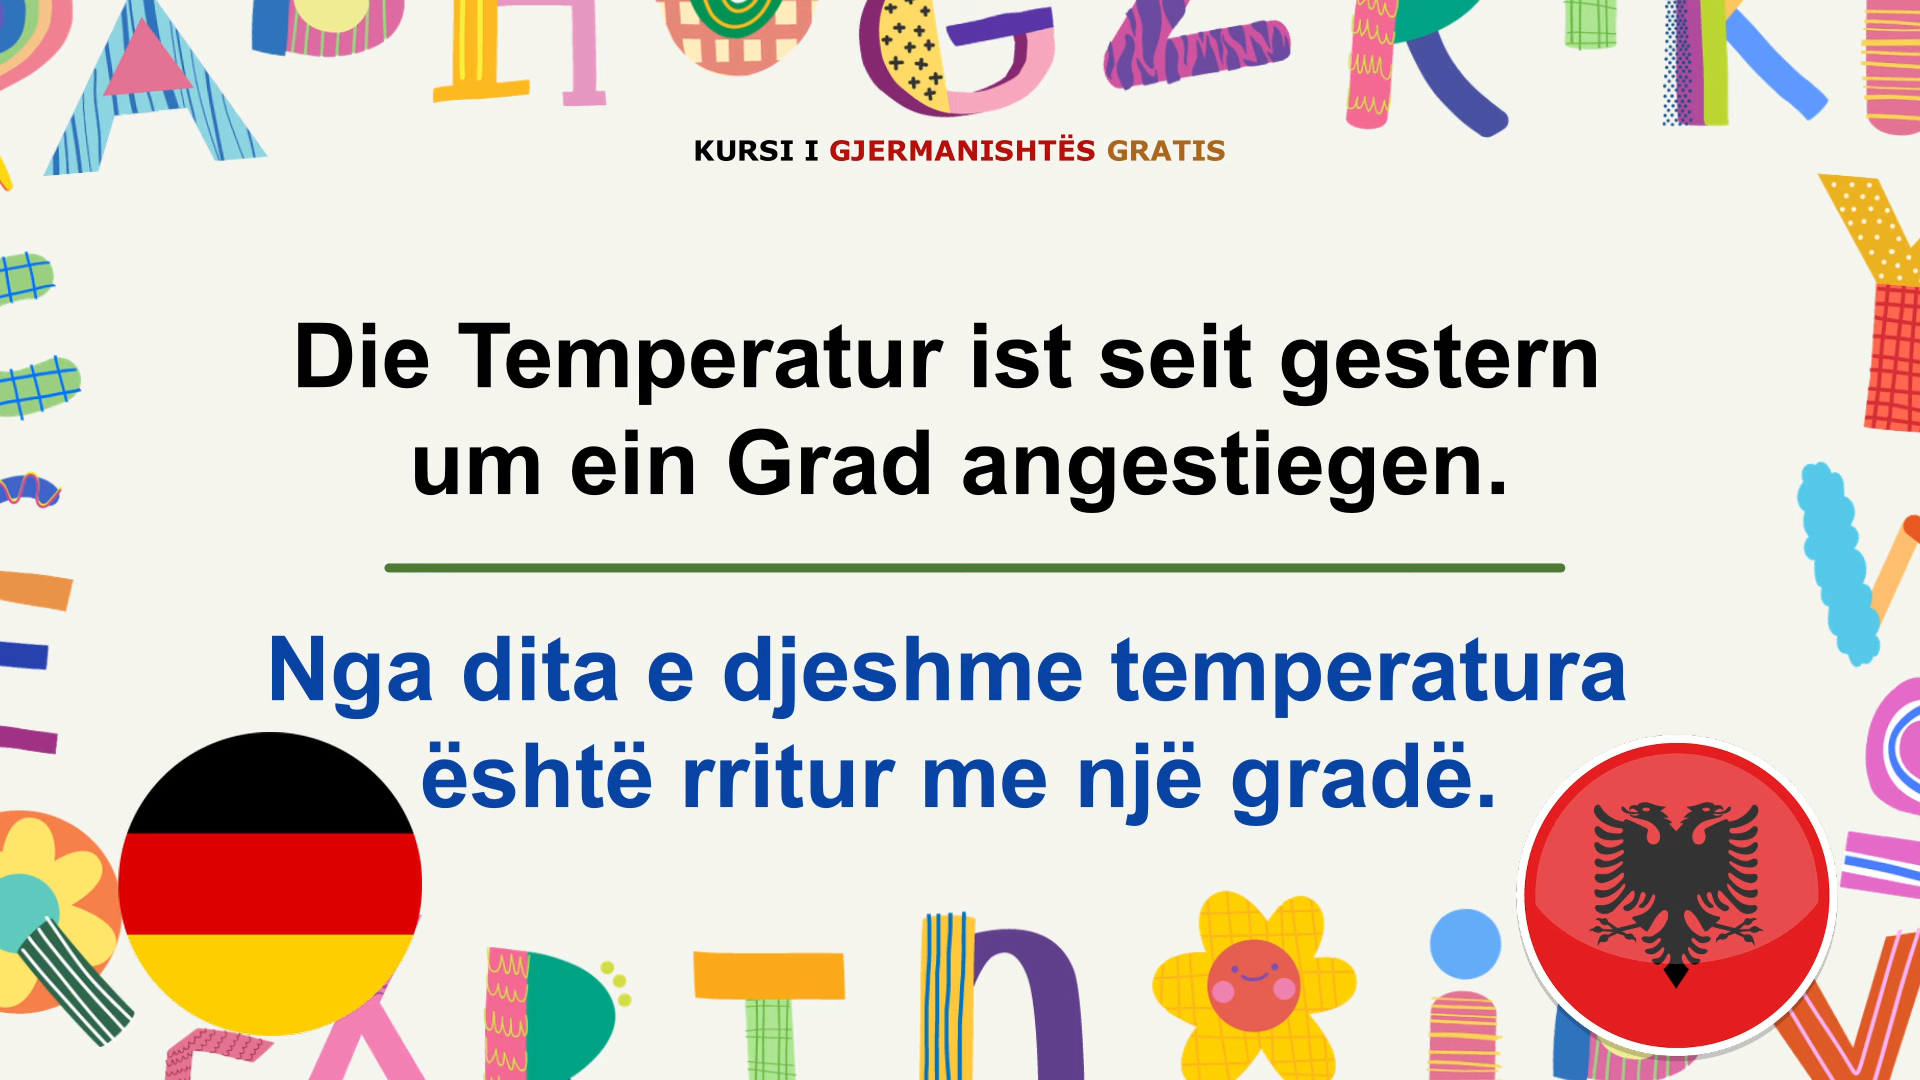 KURSI I GJERMANISHTËS GRATIS
Die Temperatur ist seit gestern
um ein Grad angestiegen.
Nga dita e djeshme temperatura
është rritur me një gradë.